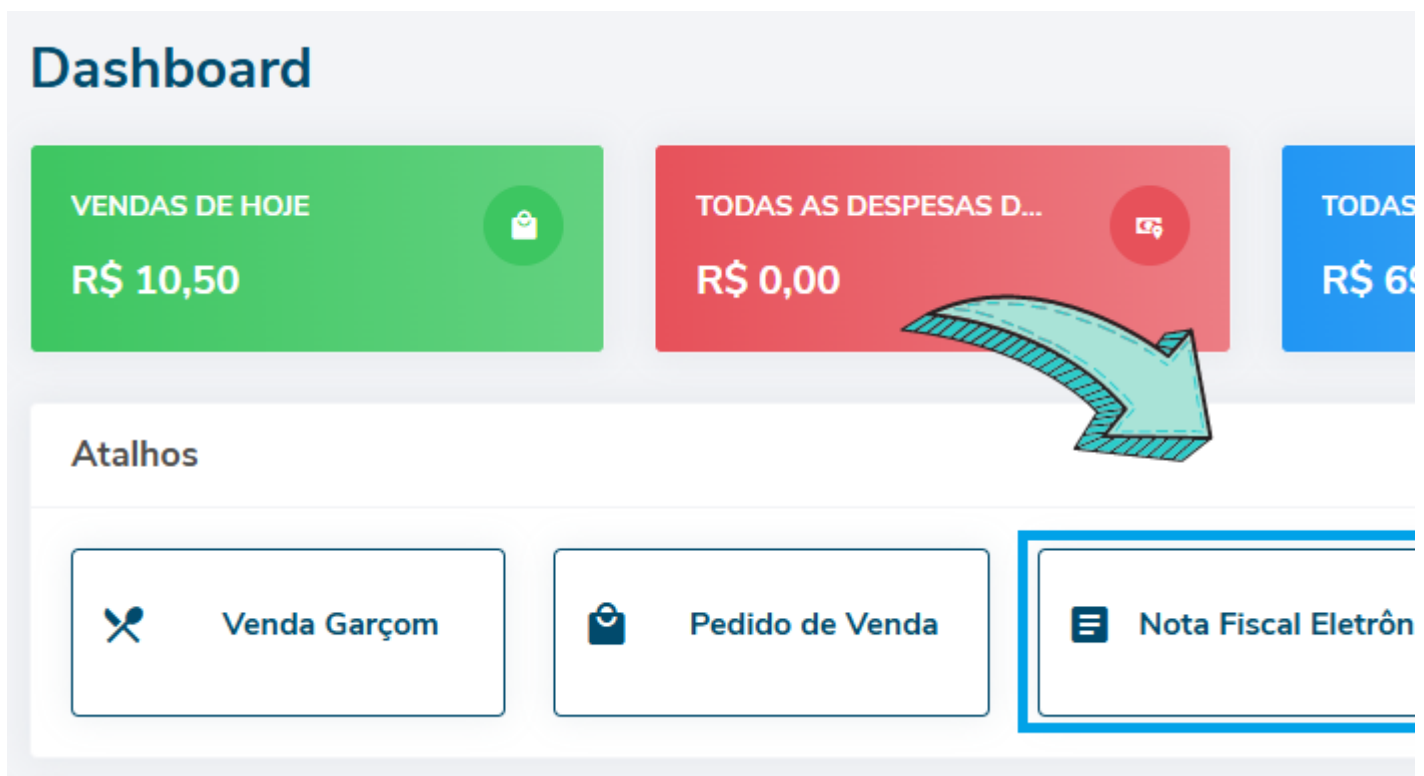 Dashboard
VENDAS DE HOJE
R$ 10,50
TODAS AS DESPESAS D...
R$ 0,00
TODAS
R$ 69
Atalhos
Venda Garçom
Pedido de Venda
Nota Fiscal Eletrôn